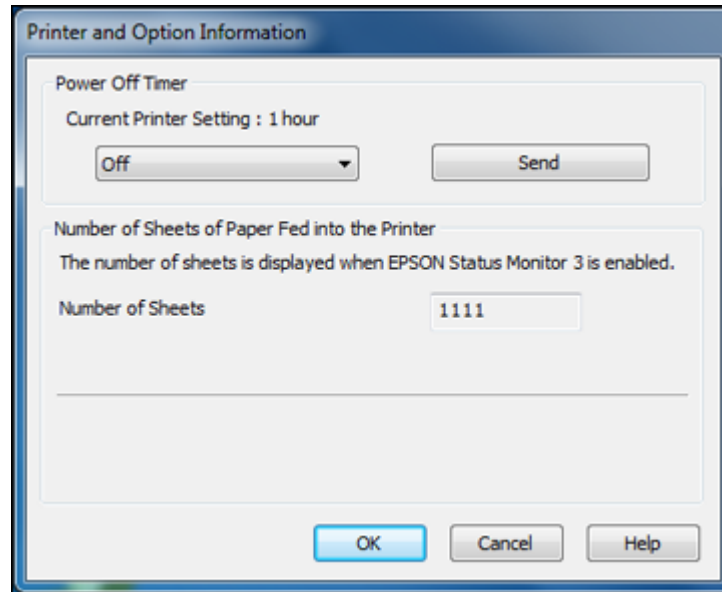 Printer and Option Information
Power Off Timer
Current Printer Setting : 1 hour
Off
Send
Number of Sheets of Paper Fed into the Printer
The number of sheets is displayed when EPSON Status Monitor 3 is enabled.
Number of Sheets
1111
OK
Cancel
Help